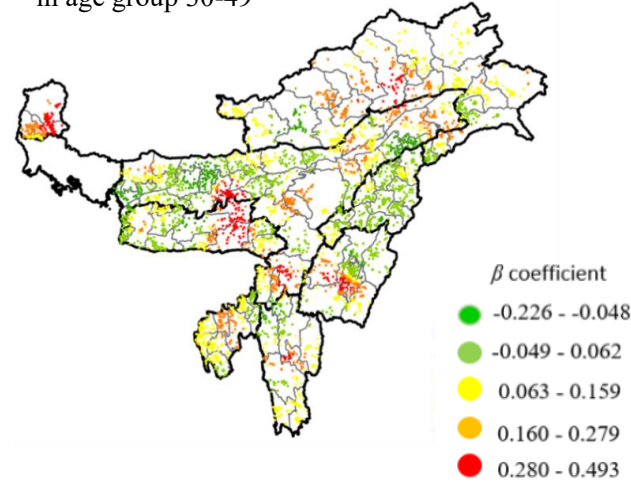 in age group 30-49
β coefficient
-0.226 - -0.048
-0.049 - 0.062
0.063 - 0.159
0.160 - 0.279
0.280 - 0.493